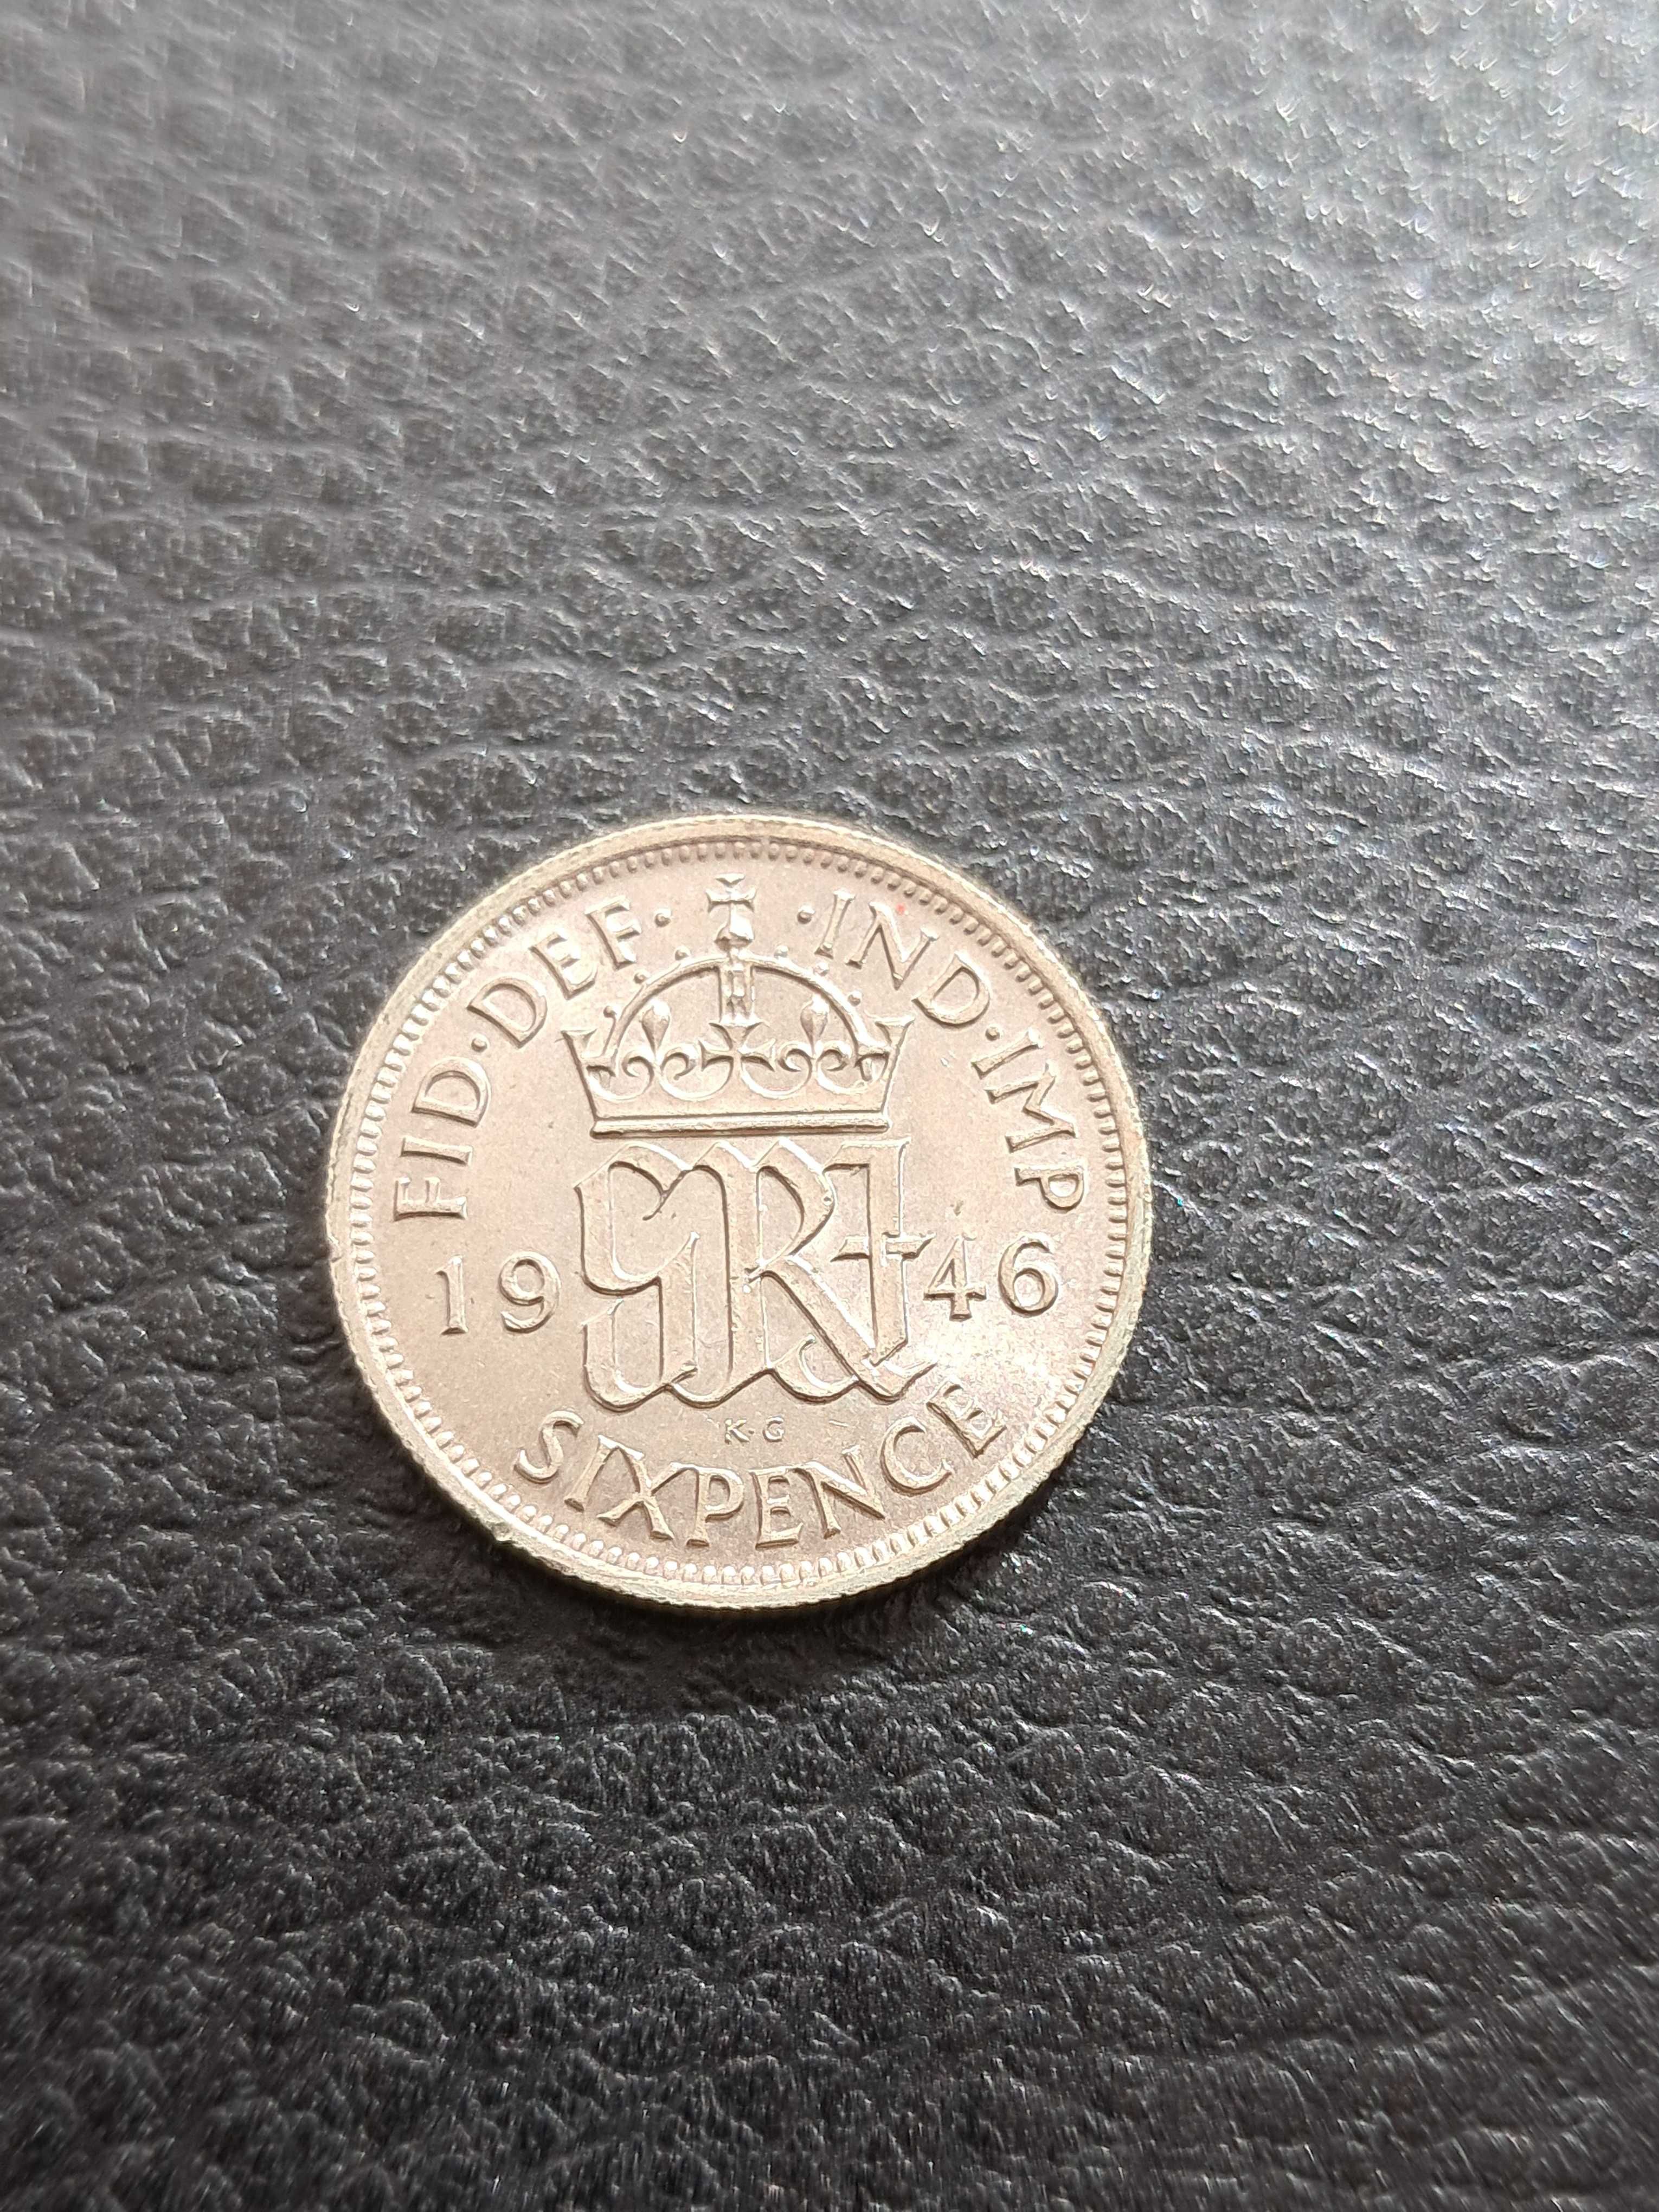 FID·DEF· ·IND·IMP
GRI
19 46
K·G
SIXPENCE